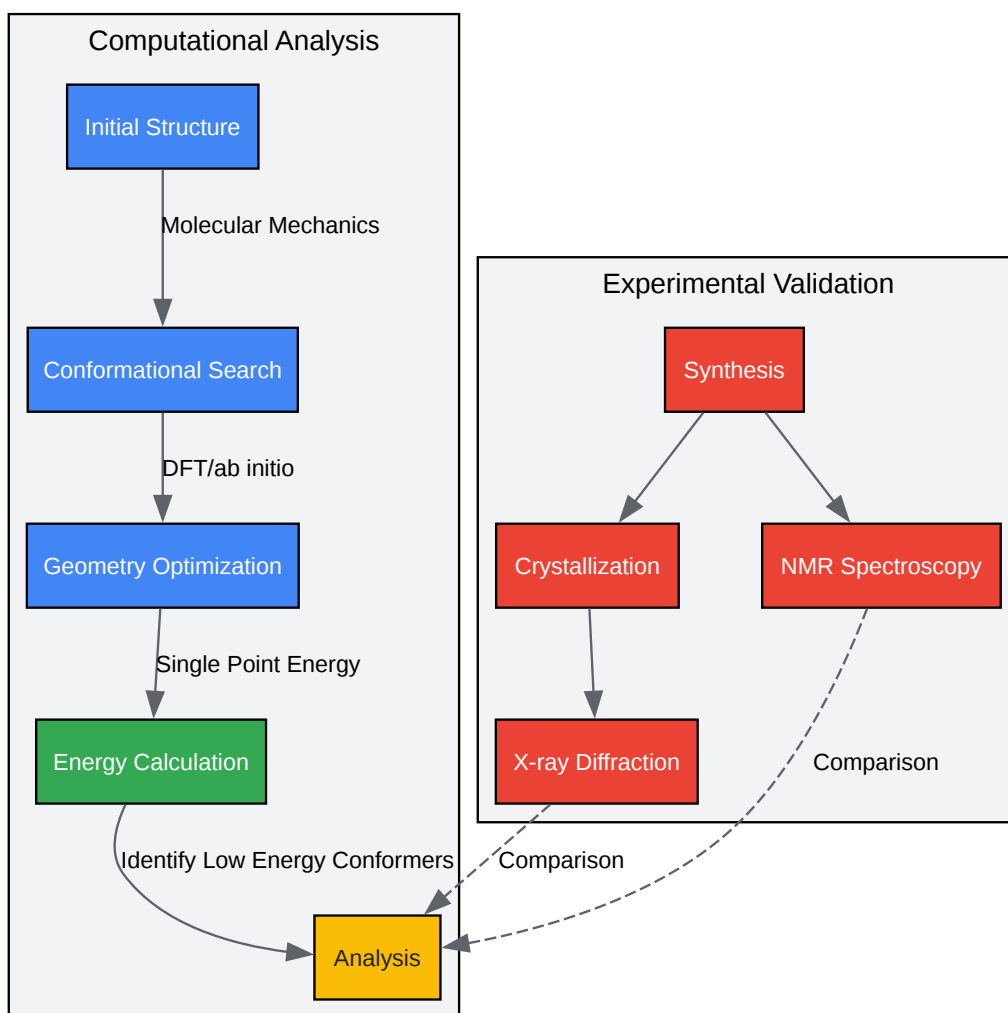 Computational Analysis
Initial Structure
Molecular Mechanics
Conformational Search
DFT/ab initio
Geometry Optimization
Single Point Energy
Energy Calculation
Identify Low Energy Conformers
Analysis
Experimental Validation
Synthesis
Crystallization
NMR Spectroscopy
X-ray Diffraction
Comparison
Comparison